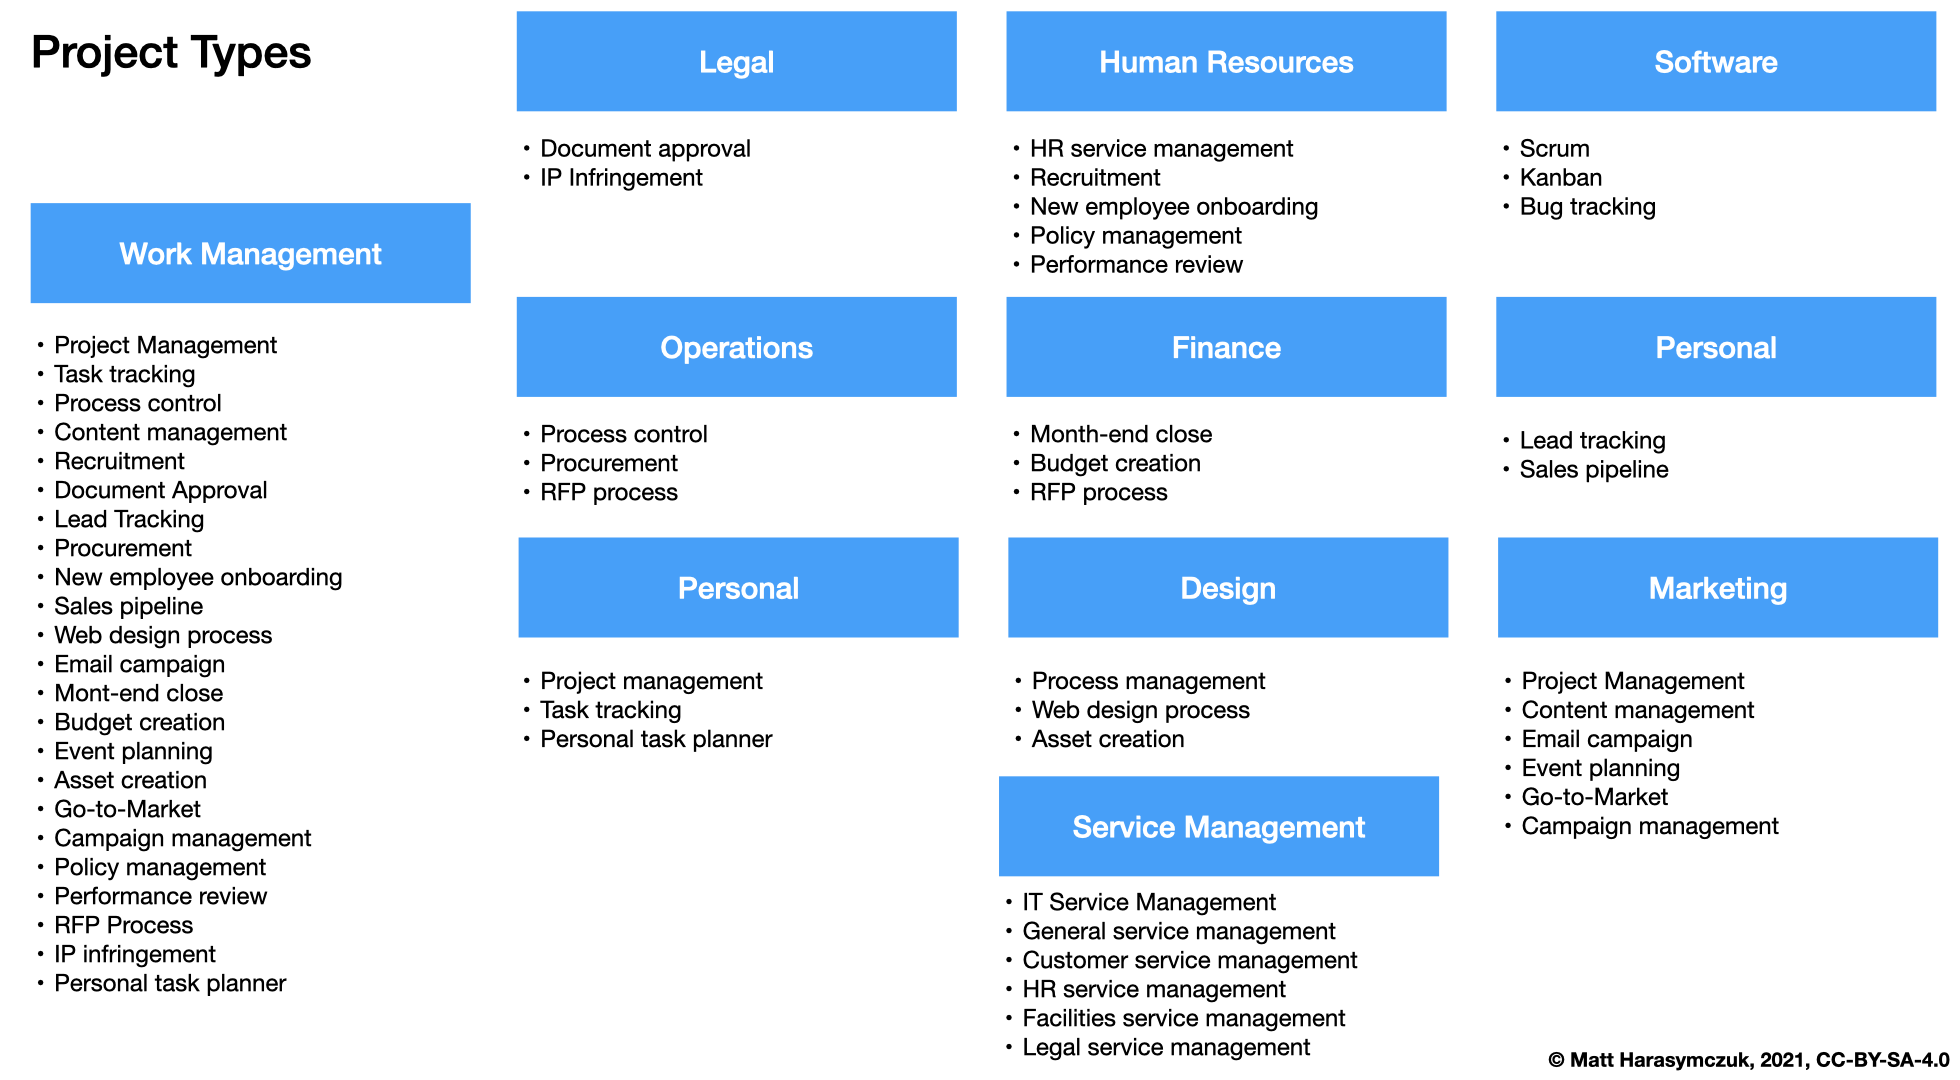 Project Types
Work Management
• Project Management
• Task tracking
• Process control
• Content management
• Recruitment
• Document Approval
• Lead Tracking
• Procurement
• New employee onboarding
• Sales pipeline
• Web design process
• Email campaign
• Mont-end close
• Budget creation
• Event planning
• Asset creation
• Go-to-Market
• Campaign management
• Policy management
• Performance review
• RFP Process
• IP infringement
• Personal task planner
Legal
• Document approval
• IP Infringement
Human Resources
• HR service management
• Recruitment
• New employee onboarding
• Policy management
• Performance review
Software
• Scrum
• Kanban
• Bug tracking
Operations
• Process control
• Procurement
• RFP process
Finance
• Month-end close
• Budget creation
• RFP process
Personal
• Lead tracking
• Sales pipeline
Personal
• Project management
• Task tracking
• Personal task planner
Design
• Process management
• Web design process
• Asset creation
Marketing
• Project Management
• Content management
• Email campaign
• Event planning
• Go-to-Market
• Campaign management
Service Management
• IT Service Management
• General service management
• Customer service management
• HR service management
• Facilities service management
• Legal service management
© Matt Harasymczuk, 2021, CC-BY-SA-4.0